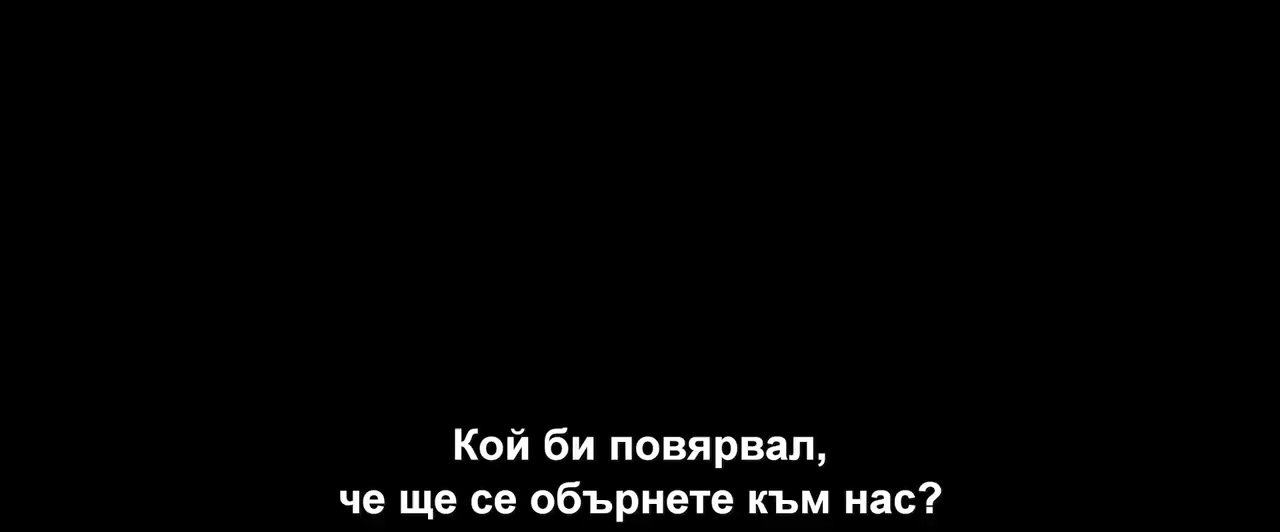 Кой би повярвал,
че ще се обърнете към нас?